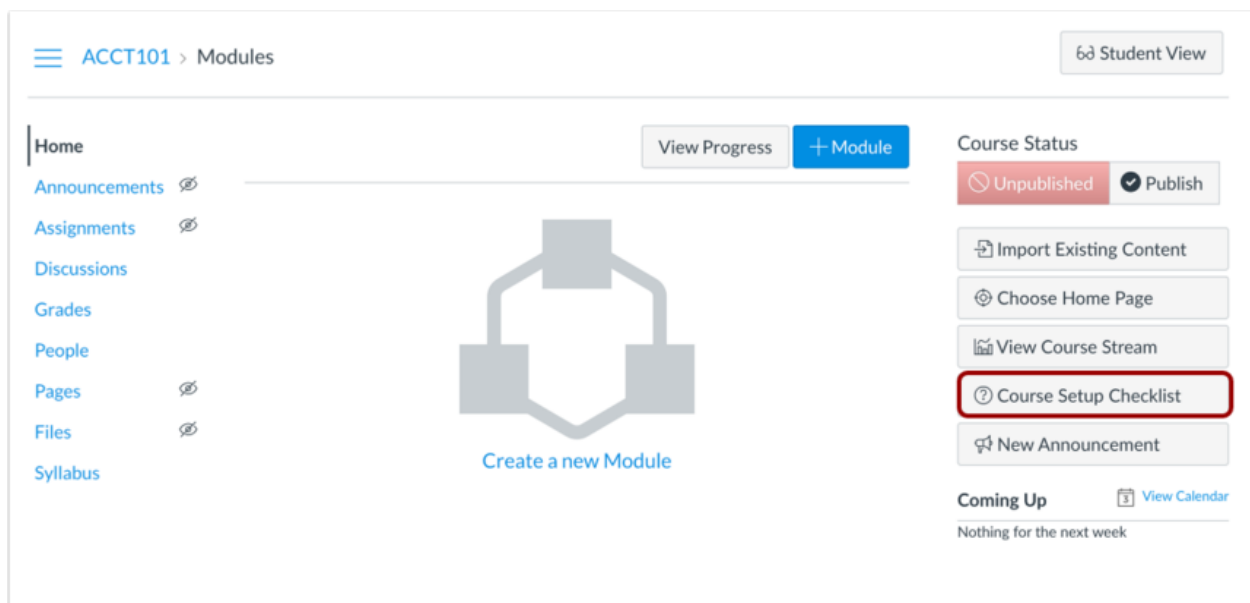 ACCT101 > Modules
Student View
Home
Announcements
Assignments
Discussions
Grades
People
Pages
Files
Syllabus
View Progress
+ Module
Create a new Module
Course Status
Unpublished
Publish
Import Existing Content
Choose Home Page
View Course Stream
Course Setup Checklist
New Announcement
Coming Up
3 View Calendar
Nothing for the next week